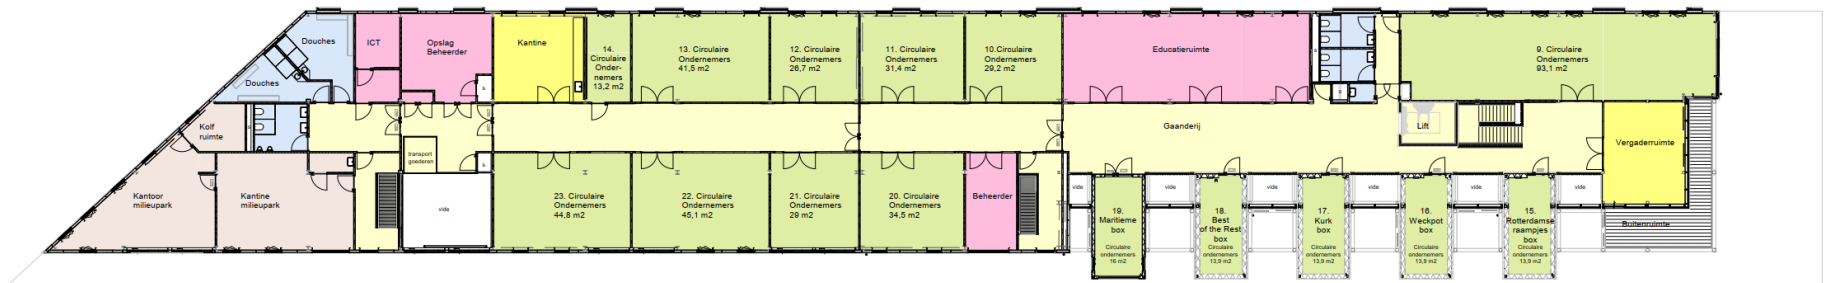 Douches
ICT
Opslag
Beheerder
Kantine
14.
Circulaire
Onder-
nemers
13,2 m2
13. Circulaire
Ondernemers
41,5 m2
12. Circulaire
Ondernemers
26,7 m2
11. Circulaire
Ondernemers
31,4 m2
10.Circulaire
Ondernemers
29,2 m2
Educatieruimte
9. Circulaire
Ondernemers
93,1 m2
Douches
Kolf
ruimte
transport
goederen
Gaanderij
Lift
Vergaderruimte
Kantoor
milieupark
Kantine
milieupark
vide
23. Circulaire
Ondernemers
44,8 m2
22. Circulaire
Ondernemers
45,1 m2
21. Circulaire
Ondernemers
29 m2
20. Circulaire
Ondernemers
34,5 m2
Beheerder
vide
vide
vide
vide
vide
vide
19.
Maritieme
box
Circulaire
ondernemers
16 m2
18.
Best
of the Rest
box
Circulaire
ondernemers
13,9 m2
17.
Kurk
box
Circulaire
ondernemers
13,9 m2
16.
Weckpot
box
Circulaire
ondernemers
13,9 m2
15.
Rotterdamse
raampjes
box
Circulaire
ondernemers
13,9 m2
Buitenruimte